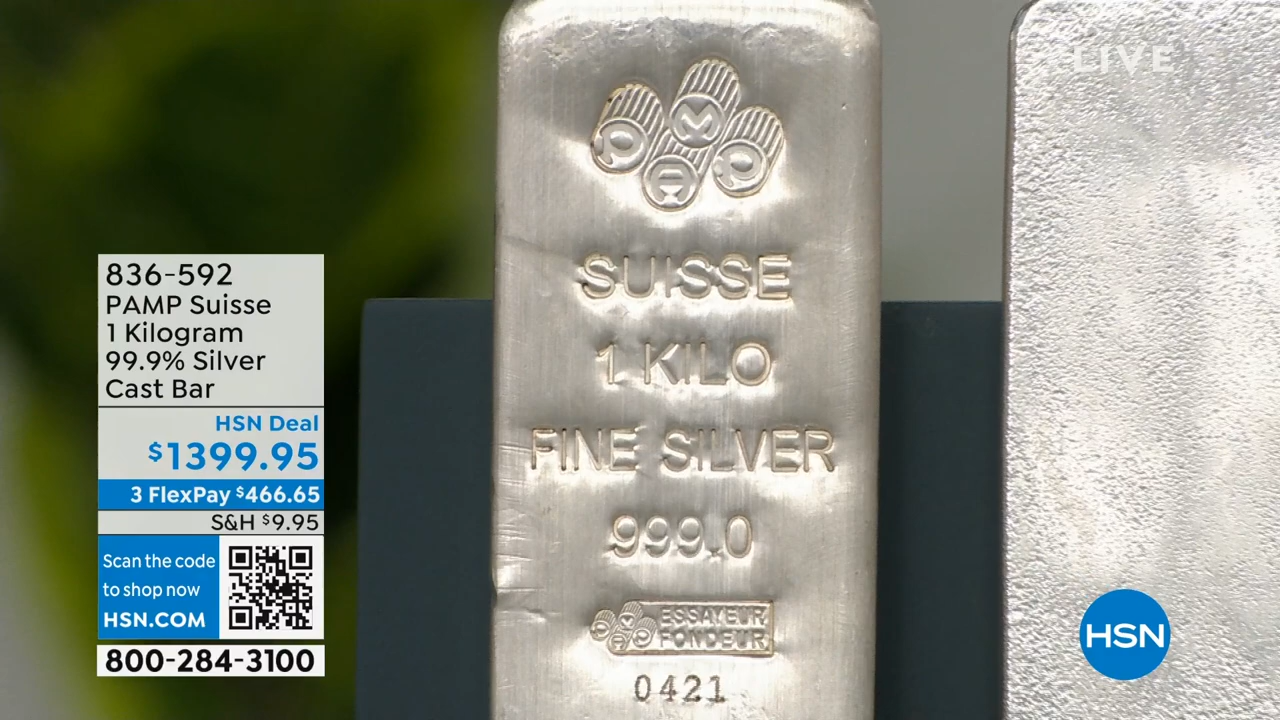 LIVE
836-592
PAMP Suisse
1 Kilogram
99.9% Silver
Cast Bar
HSN Deal
$1399.95
3 FlexPay $466.65
S&H $9.95
Scan the code
to shop now
HSN.COM
800-284-3100
PAMP
SUISSE
1 KILO
FINE SILVER
999.0
PAMP
ESSAYEUR
FONDEUR
0421
HSN